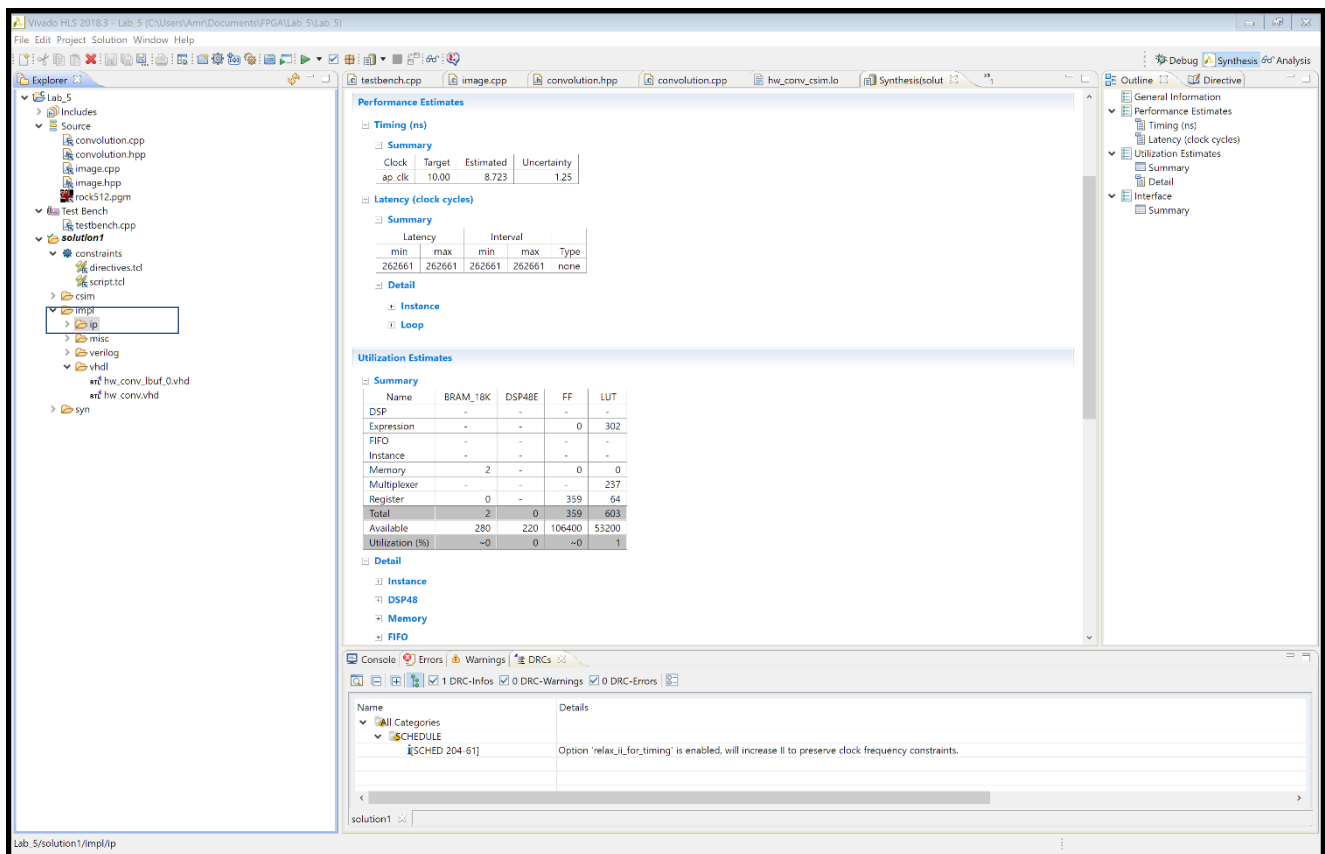 Vivado HLS 2018.3 - Lab_5 (C:\Users\Amr\Documents\FPGA\Lab_5\Lab_5)
File Edit Project Solution Window Help
Debug Synthesis Analysis
Explorer
Lab_5
Includes
Source
convolution.cpp
convolution.hpp
image.cpp
image.hpp
rock512.pgm
Test Bench
testbench.cpp
solution1
constraints
directives.tcl
script.tcl
csim
impl
ip
misc
verilog
vhdl
hw_conv_lbuf_0.vhd
hw_conv.vhd
syn
testbench.cpp image.cpp convolution.hpp convolution.cpp hw_conv_csim.lo Synthesis(solut "1
Performance Estimates
Timing (ns)
Summary
Clock Target Estimated Uncertainty
ap_clk 10.00 8.723 1.25
Latency (clock cycles)
Summary
Latency Interval
min max min max Type
262661 262661 262661 262661 none
Detail
Instance
Loop
Utilization Estimates
Summary
Name BRAM_18K DSP48E FF LUT
DSP - - - -
Expression - - 0 302
FIFO - - - -
Instance - - - -
Memory 2 - 0 0
Multiplexer - - - 237
Register 0 - 359 64
Total 2 0 359 603
Available 280 220 106400 53200
Utilization (%) ~0 0 ~0 1
Detail
Instance
DSP48
Memory
FIFO
Outline Directive
General Information
Performance Estimates
Timing (ns)
Latency (clock cycles)
Utilization Estimates
Summary
Detail
Interface
Summary
Console Errors Warnings DRCs
1 DRC-Infos 0 DRC-Warnings 0 DRC-Errors
Name Details
All Categories
SCHEDULE
[SCHED 204-61] Option 'relax_ii_for_timing' is enabled, will increase II to preserve clock frequency constraints.
solution1
Lab_5/solution1/impl/ip